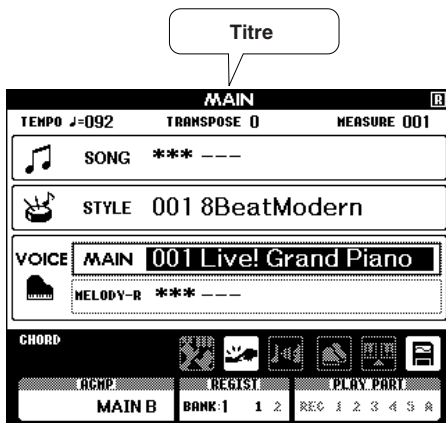 Titre
MAIN R
TEMPO ♩=092 TRANSPOSE 0 MEASURE 001
SONG *** ---
STYLE 001 8BeatModern
VOICE MAIN 001 Live! Grand Piano
MELODY-R *** ---
CHORD
ACMP REGIST PLAY PART
MAIN B BANK:1 1 2 REC 1 2 3 4 5 A